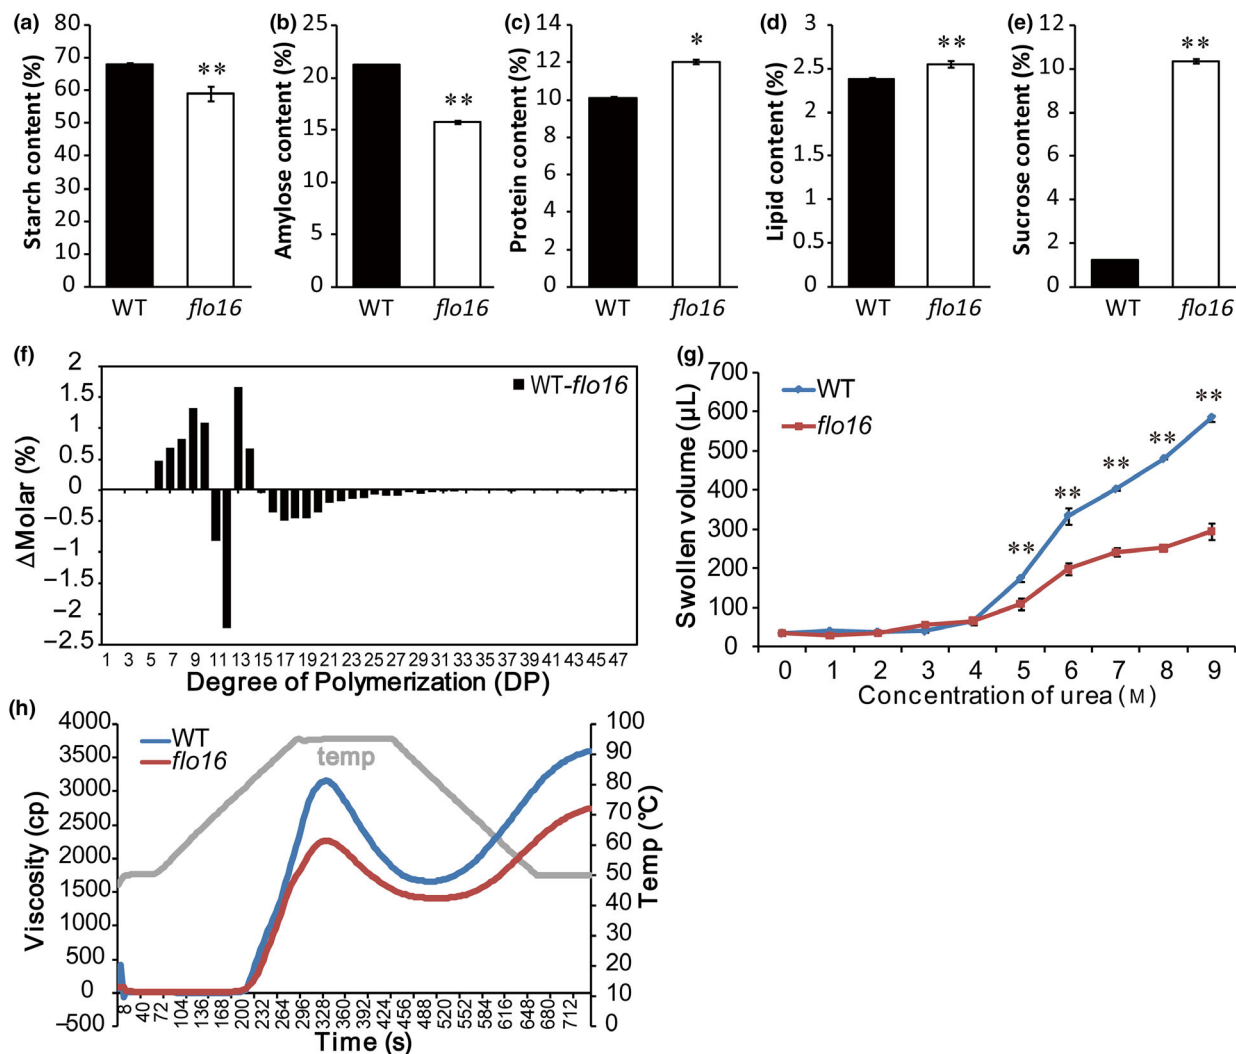 (a)
Starch content (%)
80
70
60
50
40
30
20
10
0
**
WT
flo16
(b)
Amylose content (%)
25
20
15
10
5
0
**
WT
flo16
(c)
Protein content (%)
14
12
10
8
6
4
2
0
*
WT
flo16
(d)
Lipid content (%)
3
2.5
2
1.5
1
0.5
0
**
WT
flo16
(e)
Sucrose content (%)
12
10
8
6
4
2
0
**
WT
flo16
(f)
ΔMolar (%)
2
1.5
1
0.5
0
−0.5
−1
−1.5
−2
−2.5
WT-flo16
1 3 5 7 9 11 13 15 17 19 21 23 25 27 29 31 33 35 37 39 41 43 45 47
Degree of Polymerization (DP)
(g)
Swollen volume (µL)
700
600
500
400
300
200
100
0
WT
flo16
** ** ** ** **
0 1 2 3 4 5 6 7 8 9
Concentration of urea (M)
(h)
Viscosity (cp)
4000
3500
3000
2500
2000
1500
1000
500
0
−500
WT
flo16
temp
100
90
80
70
60
50
40
30
20
10
0
Temp (°C)
8 40 72 104 136 168 200 232 264 296 328 360 392 424 456 488 520 552 584 616 648 680 712
Time (s)